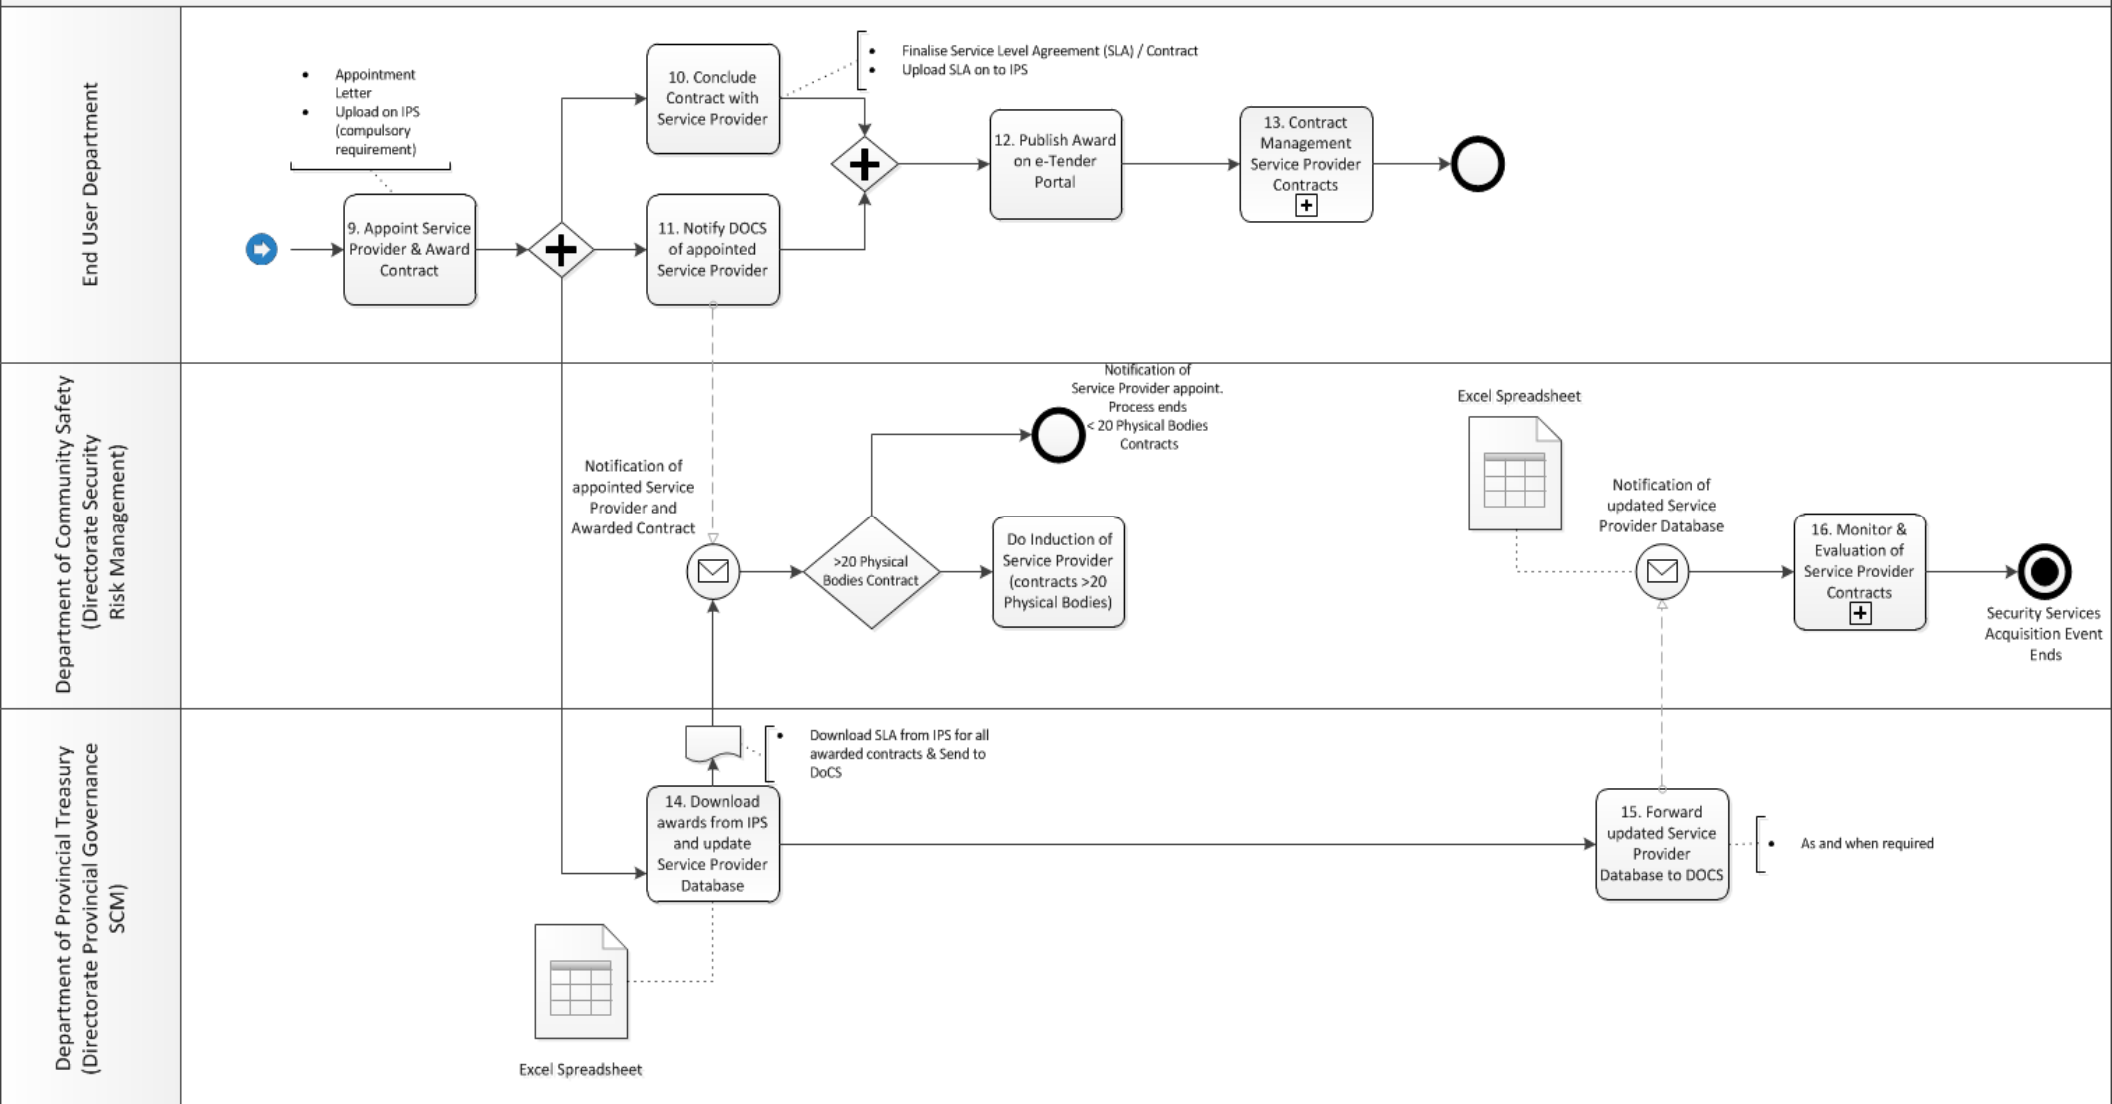 End User Department
Appointment
Letter
Upload on IPS
(compulsory
requirement)
9. Appoint Service
Provider & Award
Contract
10. Conclude
Contract with
Service Provider
Finalise Service Level Agreement (SLA) / Contract
Upload SLA on to IPS
11. Notify DOCS
of appointed
Service Provider
12. Publish Award
on e-Tender
Portal
13. Contract
Management
Service Provider
Contracts
Department of Community Safety
(Directorate Security
Risk Management)
Notification of
appointed Service
Provider and
Awarded Contract
>20 Physical
Bodies Contract
Notification of
Service Provider appoint.
Process ends
< 20 Physical Bodies
Contracts
Do Induction of
Service Provider
(contracts >20
Physical Bodies)
Excel Spreadsheet
Notification of
updated Service
Provider Database
16. Monitor &
Evaluation of
Service Provider
Contracts
Security Services
Acquisition Event
Ends
Department of Provincial Treasury
(Directorate Provincial Governance
SCM)
Download SLA from IPS for all
awarded contracts & Send to
DoCS
14. Download
awards from IPS
and update
Service Provider
Database
Excel Spreadsheet
15. Forward
updated Service
Provider
Database to DOCS
As and when required